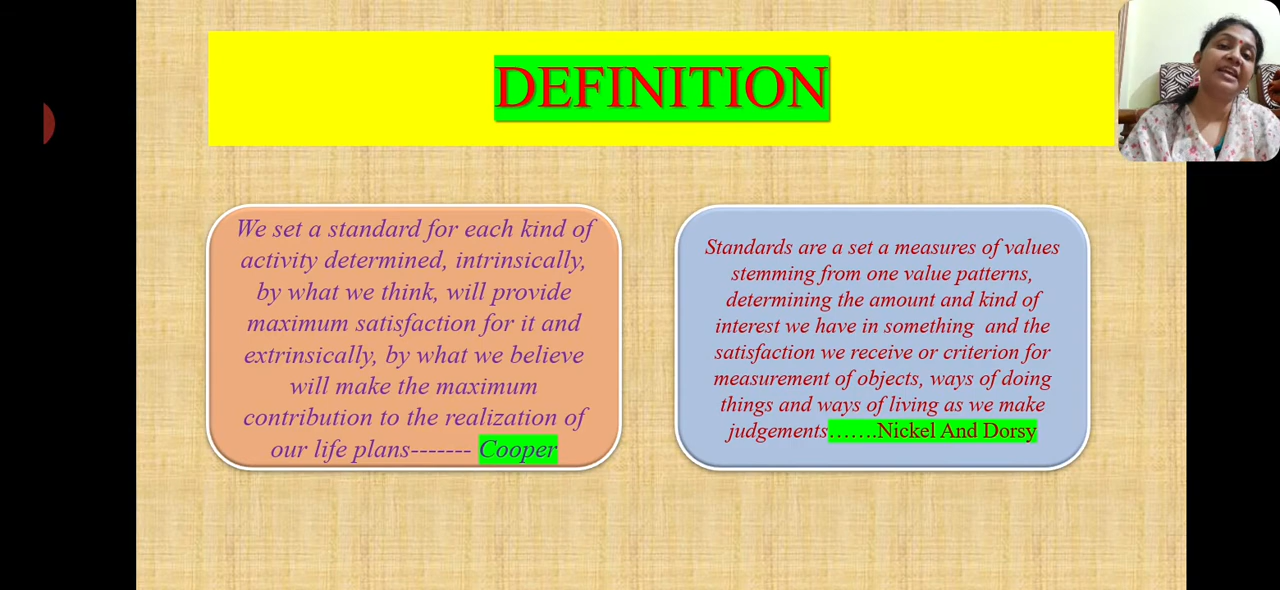 DEFINITION
We set a standard for each kind of
activity determined, intrinsically,
by what we think, will provide
maximum satisfaction for it and
extrinsically, by what we believe
will make the maximum
contribution to the realization of
our life plans------- Cooper
Standards are a set a measures of values
stemming from one value patterns,
determining the amount and kind of
interest we have in something and the
satisfaction we receive or criterion for
measurement of objects, ways of doing
things and ways of living as we make
judgements…….Nickel And Dorsy